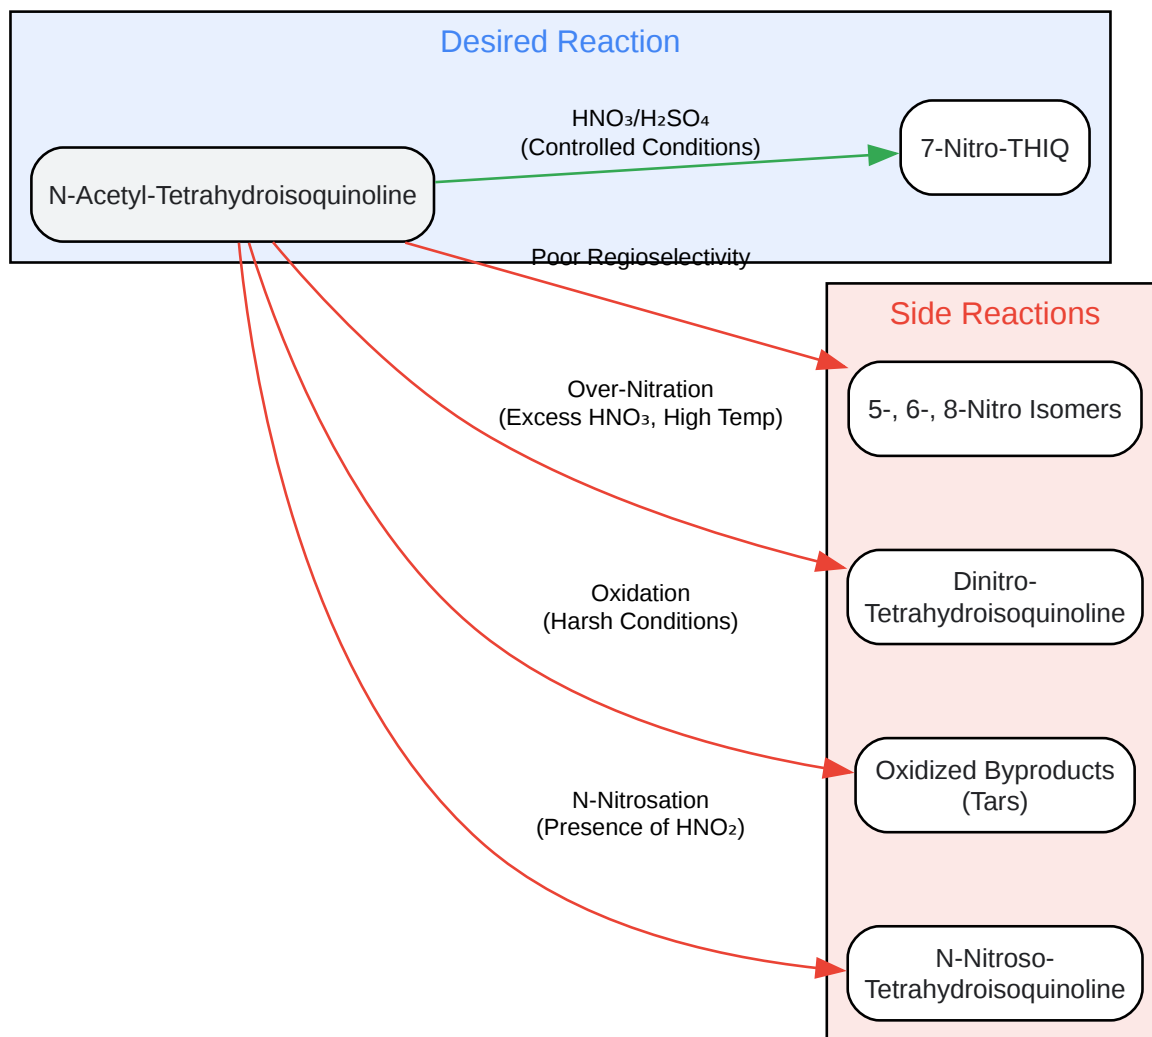 Desired Reaction
HNO₃/H₂SO₄
(Controlled Conditions)
7-Nitro-THIQ
N-Acetyl-Tetrahydroisoquinoline
Poor Regioselectivity
Side Reactions
Over-Nitration
(Excess HNO₃, High Temp)
5-, 6-, 8-Nitro Isomers
Oxidation
(Harsh Conditions)
Dinitro-
Tetrahydroisoquinoline
N-Nitrosation
(Presence of HNO₂)
Oxidized Byproducts
(Tars)
N-Nitroso-
Tetrahydroisoquinoline